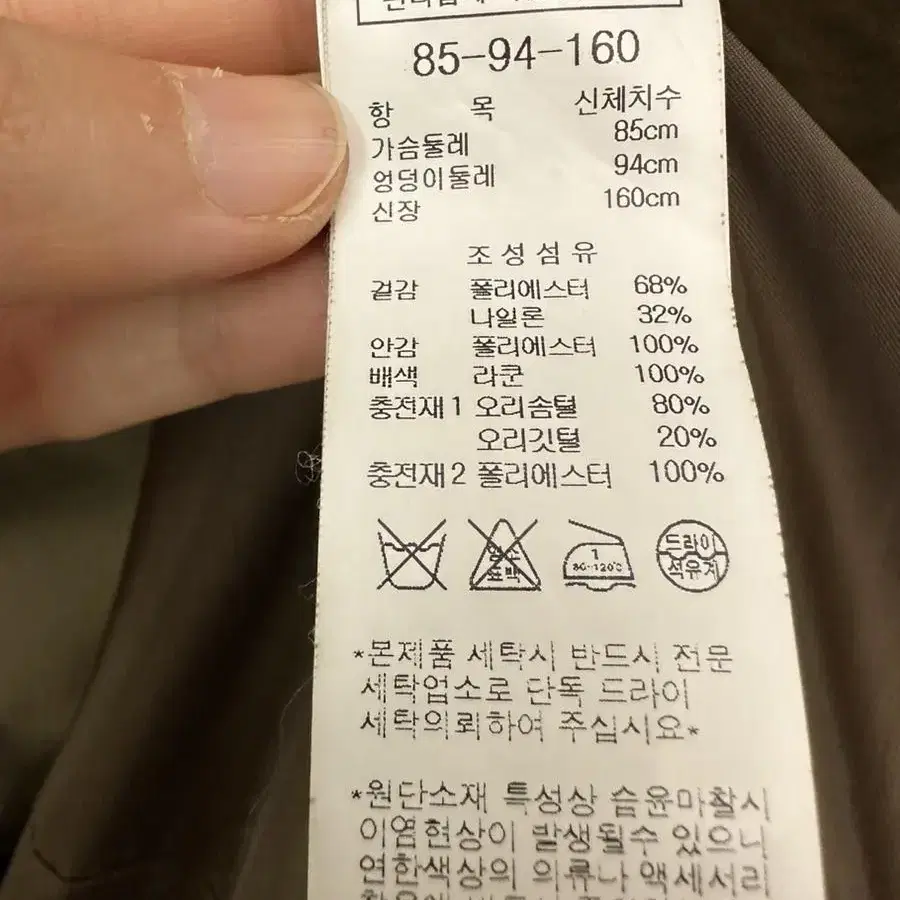 85-94-160
항 목 신체치수
가슴둘레 85cm
엉덩이둘레 94cm
신장 160cm
조성섬유
겉감 폴리에스터 68%
나일론 32%
안감 폴리에스터 100%
배색 라쿤 100%
충전재1 오리솜털 80%
오리깃털 20%
충전재2 폴리에스터 100%
염소 표백
1
80~120℃
드라이
석유계
*본제품 세탁시 반드시 전문
세탁업소로 단독 드라이
세탁의뢰하여 주십시요*
*원단소재 특성상 습윤마찰시
이염현상이 발생될수 있으니
연한색상의 의류나 액세서리